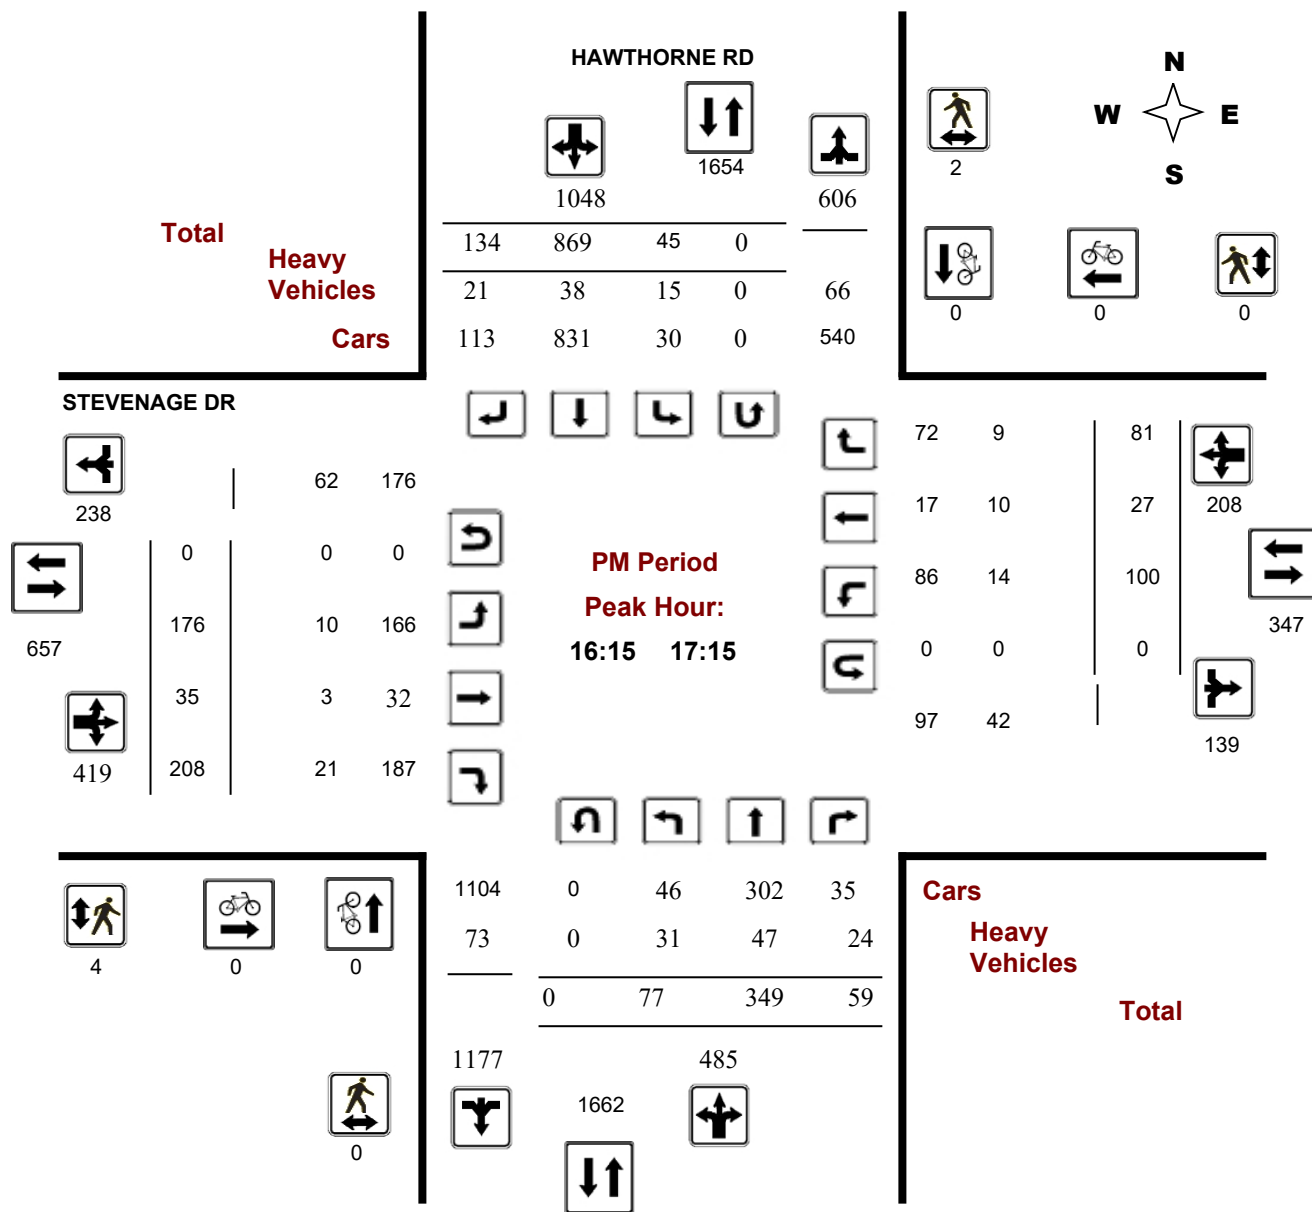 HAWTHORNE RD
N
W E
S
1654
2
1048
606
Total
134 869 45 0
Heavy
Vehicles
21 38 15 0 66
Cars
113 831 30 0 540
0 0 0
STEVENAGE DR
72 9 81
62 176
238
17 10 27 208
0 0 0
PM Period
86 14 100
Peak Hour:
176 10 166
347
657
16:15 17:15
0 0 0
35 3 32
97 42
139
419 208 21 187
1104 0 46 302 35
Cars
73 0 31 47 24
Heavy
Vehicles
4 0 0
0 77 349 59
Total
1177 485
1662
0